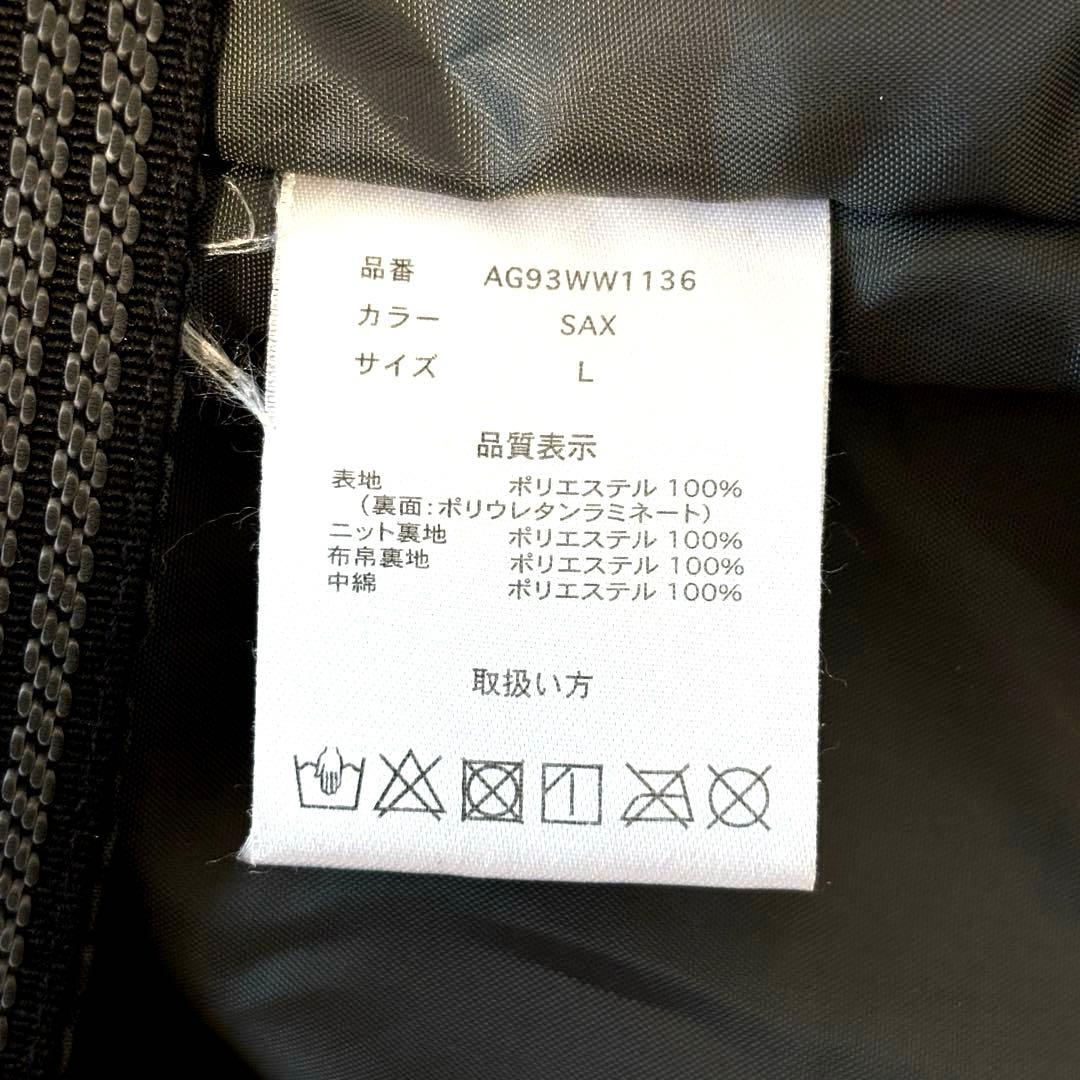 品番 AG93WW1136
カラー SAX
サイズ L
品質表示
表地 ポリエステル 100%
(裏面:ポリウレタンラミネート)
ニット裏地 ポリエステル 100%
布帛裏地 ポリエステル 100%
中綿 ポリエステル 100%
取扱い方